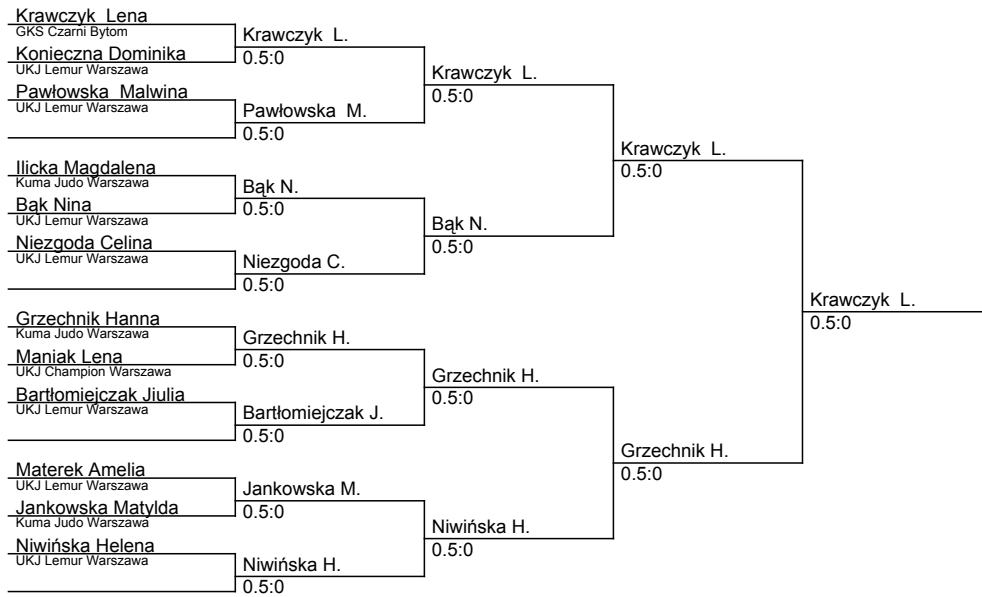 Krawczyk  Lena
GKS Czarni Bytom
Konieczna Dominika
UKJ Lemur Warszawa
Pawłowska  Malwina
UKJ Lemur Warszawa
Ilicka Magdalena
Kuma Judo Warszawa
Bąk Nina
UKJ Lemur Warszawa
Niezgoda Celina
UKJ Lemur Warszawa
Grzechnik Hanna
Kuma Judo Warszawa
Maniak Lena
UKJ Champion Warszawa
Bartłomiejczak Jiulia
UKJ Lemur Warszawa
Materek Amelia
UKJ Lemur Warszawa
Jankowska Matylda
Kuma Judo Warszawa
Niwińska Helena
UKJ Lemur Warszawa
Krawczyk  L.
0.5:0
Pawłowska  M.
0.5:0
Bąk N.
0.5:0
Niezgoda C.
0.5:0
Grzechnik H.
0.5:0
Bartłomiejczak J.
0.5:0
Jankowska M.
0.5:0
Niwińska H.
0.5:0
Krawczyk  L.
0.5:0
Bąk N.
0.5:0
Grzechnik H.
0.5:0
Niwińska H.
0.5:0
Krawczyk  L.
0.5:0
Grzechnik H.
0.5:0
Krawczyk  L.
0.5:0